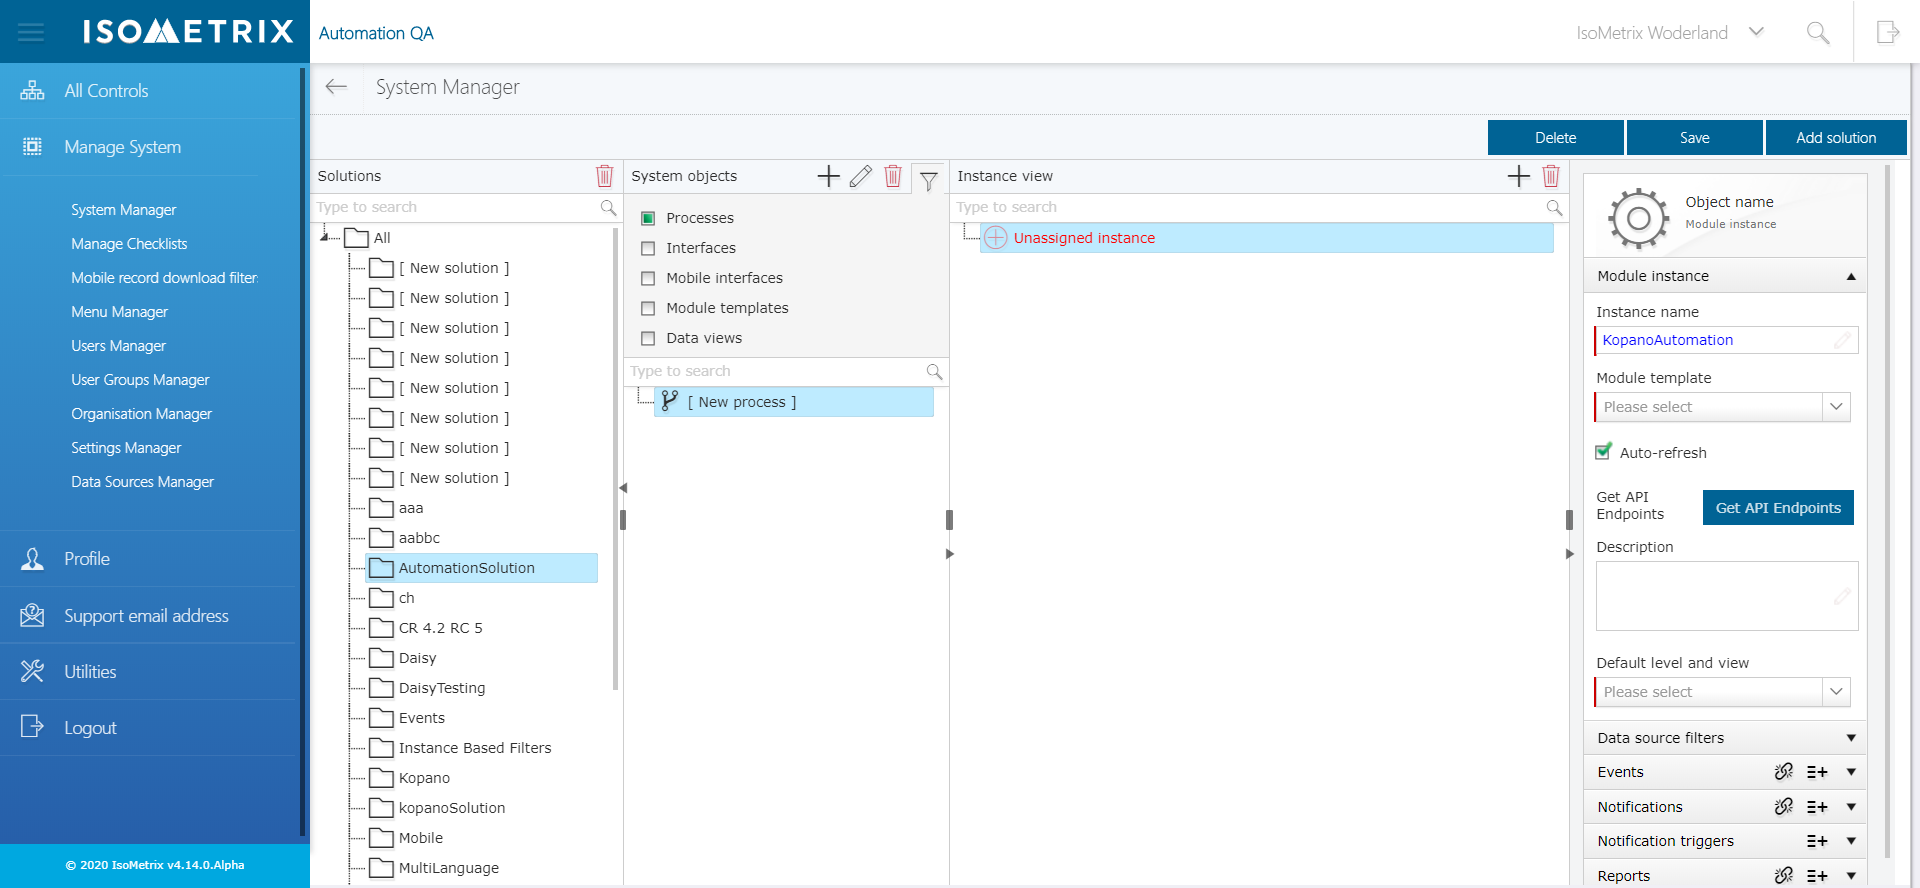 ISOMETRIX
Automation QA
IsoMetrix Woderland
All Controls
Manage System
System Manager
Manage Checklists
Mobile record download filter
Menu Manager
Users Manager
User Groups Manager
Organisation Manager
Settings Manager
Data Sources Manager
Profile
Support email address
Utilities
Logout
© 2020 IsoMetrix v4.14.0.Alpha
System Manager
Delete
Save
Add solution
Solutions
Type to search
All
[ New solution ]
[ New solution ]
[ New solution ]
[ New solution ]
[ New solution ]
[ New solution ]
[ New solution ]
[ New solution ]
aaa
aabbc
AutomationSolution
ch
CR 4.2 RC 5
Daisy
DaisyTesting
Events
Instance Based Filters
Kopano
kopanoSolution
Mobile
MultiLanguage
System objects
Processes
Interfaces
Mobile interfaces
Module templates
Data views
Type to search
[ New process ]
Instance view
Type to search
Unassigned instance
Object name
Module instance
Module instance
Instance name
KopanoAutomation
Module template
Please select
Auto-refresh
Get API
Endpoints
Get API Endpoints
Description
Default level and view
Please select
Data source filters
Events
Notifications
Notification triggers
Reports